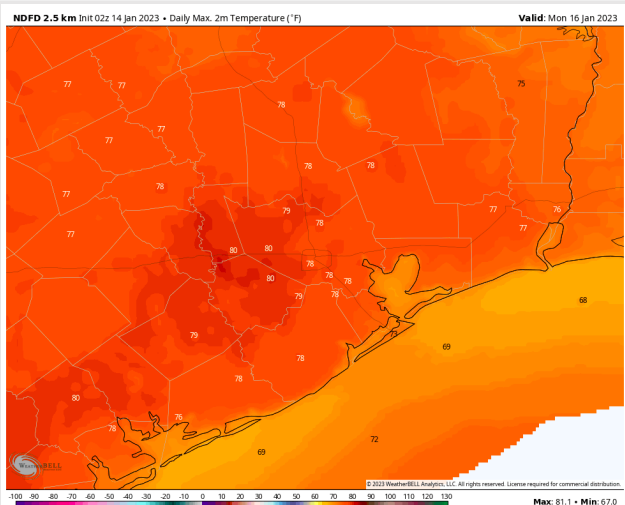 NDFD 2.5 km Init 02z 14 Jan 2023 • Daily Max. 2m Temperature (°F) Valid: Mon 16 Jan 2023
77 77 75
78
77
77
78 78
78
77
79 77 76
78 77
77
80 80
78
80 78 78
79 78 68
79 73
69
78
78
80
76
78 72
69
WeatherBELL
© 2023 WeatherBELL Analytics, LLC. All rights reserved. License required for commercial distribution.
-100 -90 -80 -70 -60 -50 -40 -30 -20 -10 0 10 20 30 40 50 60 70 80 90 100 110 120 130
Max: 81.1 • Min: 67.0